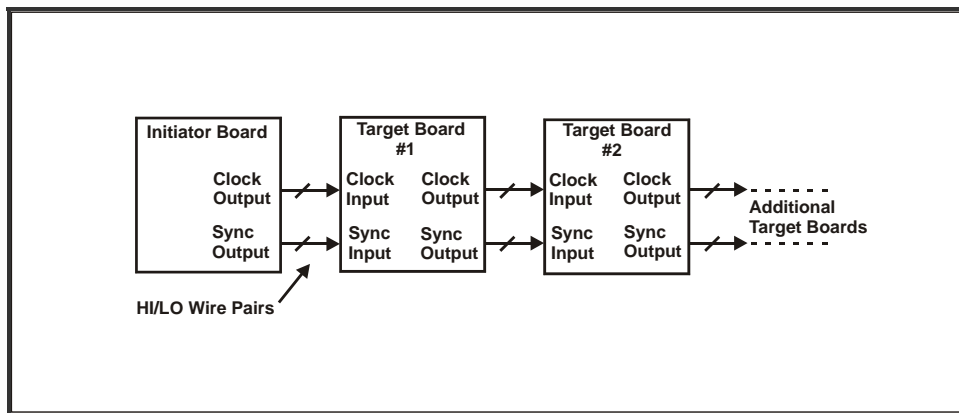 Initiator Board
Clock
Output
Sync
Output
Target Board
#1
Clock
Input
Clock
Output
Sync
Input
Sync
Output
Target Board
#2
Clock
Input
Clock
Output
Sync
Input
Sync
Output
Additional
Target Boards
HI/LO Wire Pairs